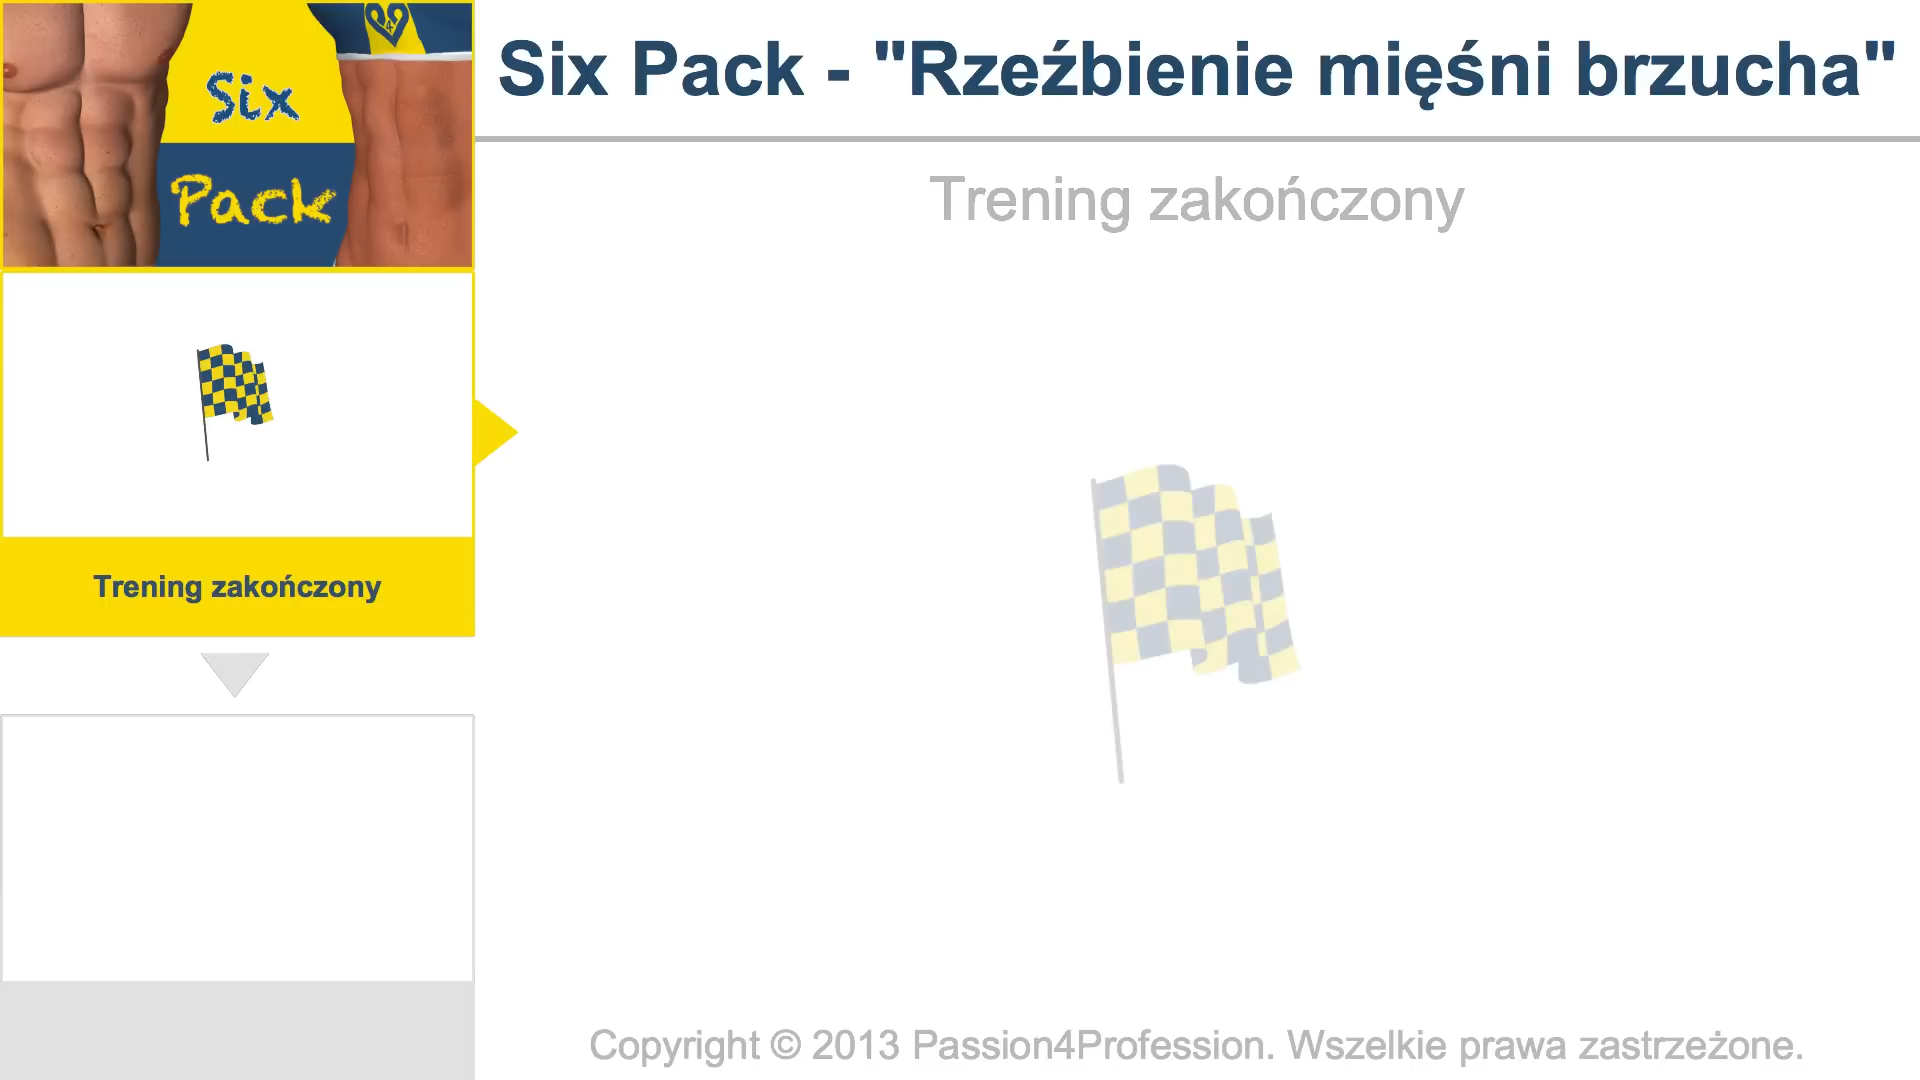 Six
Pack
Six Pack - "Rzeźbienie mięśni brzucha"
Trening zakończony
Trening zakończony
Copyright © 2013 Passion4Profession. Wszelkie prawa zastrzeżone.